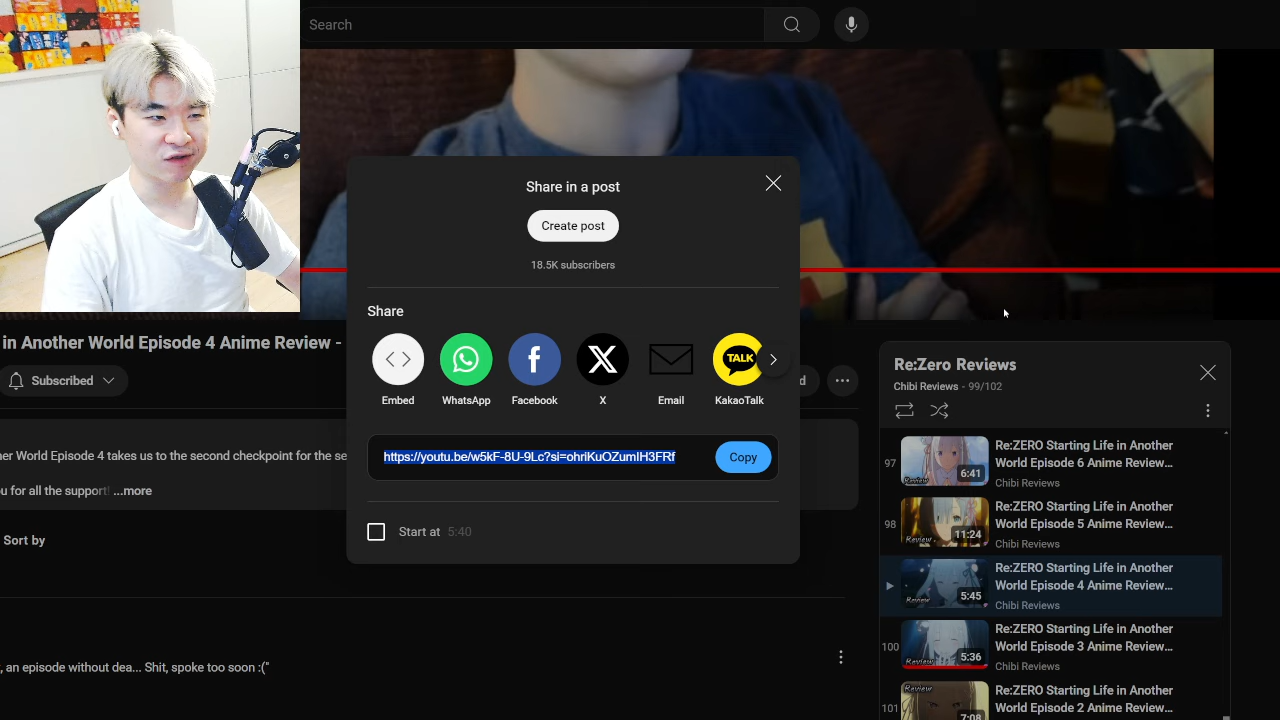 Search
Share in a post
Create post
18.5K subscribers
Share
Embed
WhatsApp
Facebook
X
Email
TALK
KakaoTalk
https://youtu.be/w5kF-8U-9Lc?si=ohriKuOZumIH3FRf
Copy
Start at 5:40
in Another World Episode 4 Anime Review -
Subscribed
d
er World Episode 4 takes us to the second checkpoint for the se
u for all the support! ...more
Sort by
, an episode without dea... Shit, spoke too soon :("
Re:Zero Reviews
Chibi Reviews - 99/102
97
Review
6:41
Re:ZERO Starting Life in Another
World Episode 6 Anime Review...
Chibi Reviews
98
Review
11:24
Re:ZERO Starting Life in Another
World Episode 5 Anime Review...
Chibi Reviews
Review
5:45
Re:ZERO Starting Life in Another
World Episode 4 Anime Review...
Chibi Reviews
100
Review
5:36
Re:ZERO Starting Life in Another
World Episode 3 Anime Review...
Chibi Reviews
101
Review
7:08
Re:ZERO Starting Life in Another
World Episode 2 Anime Review...